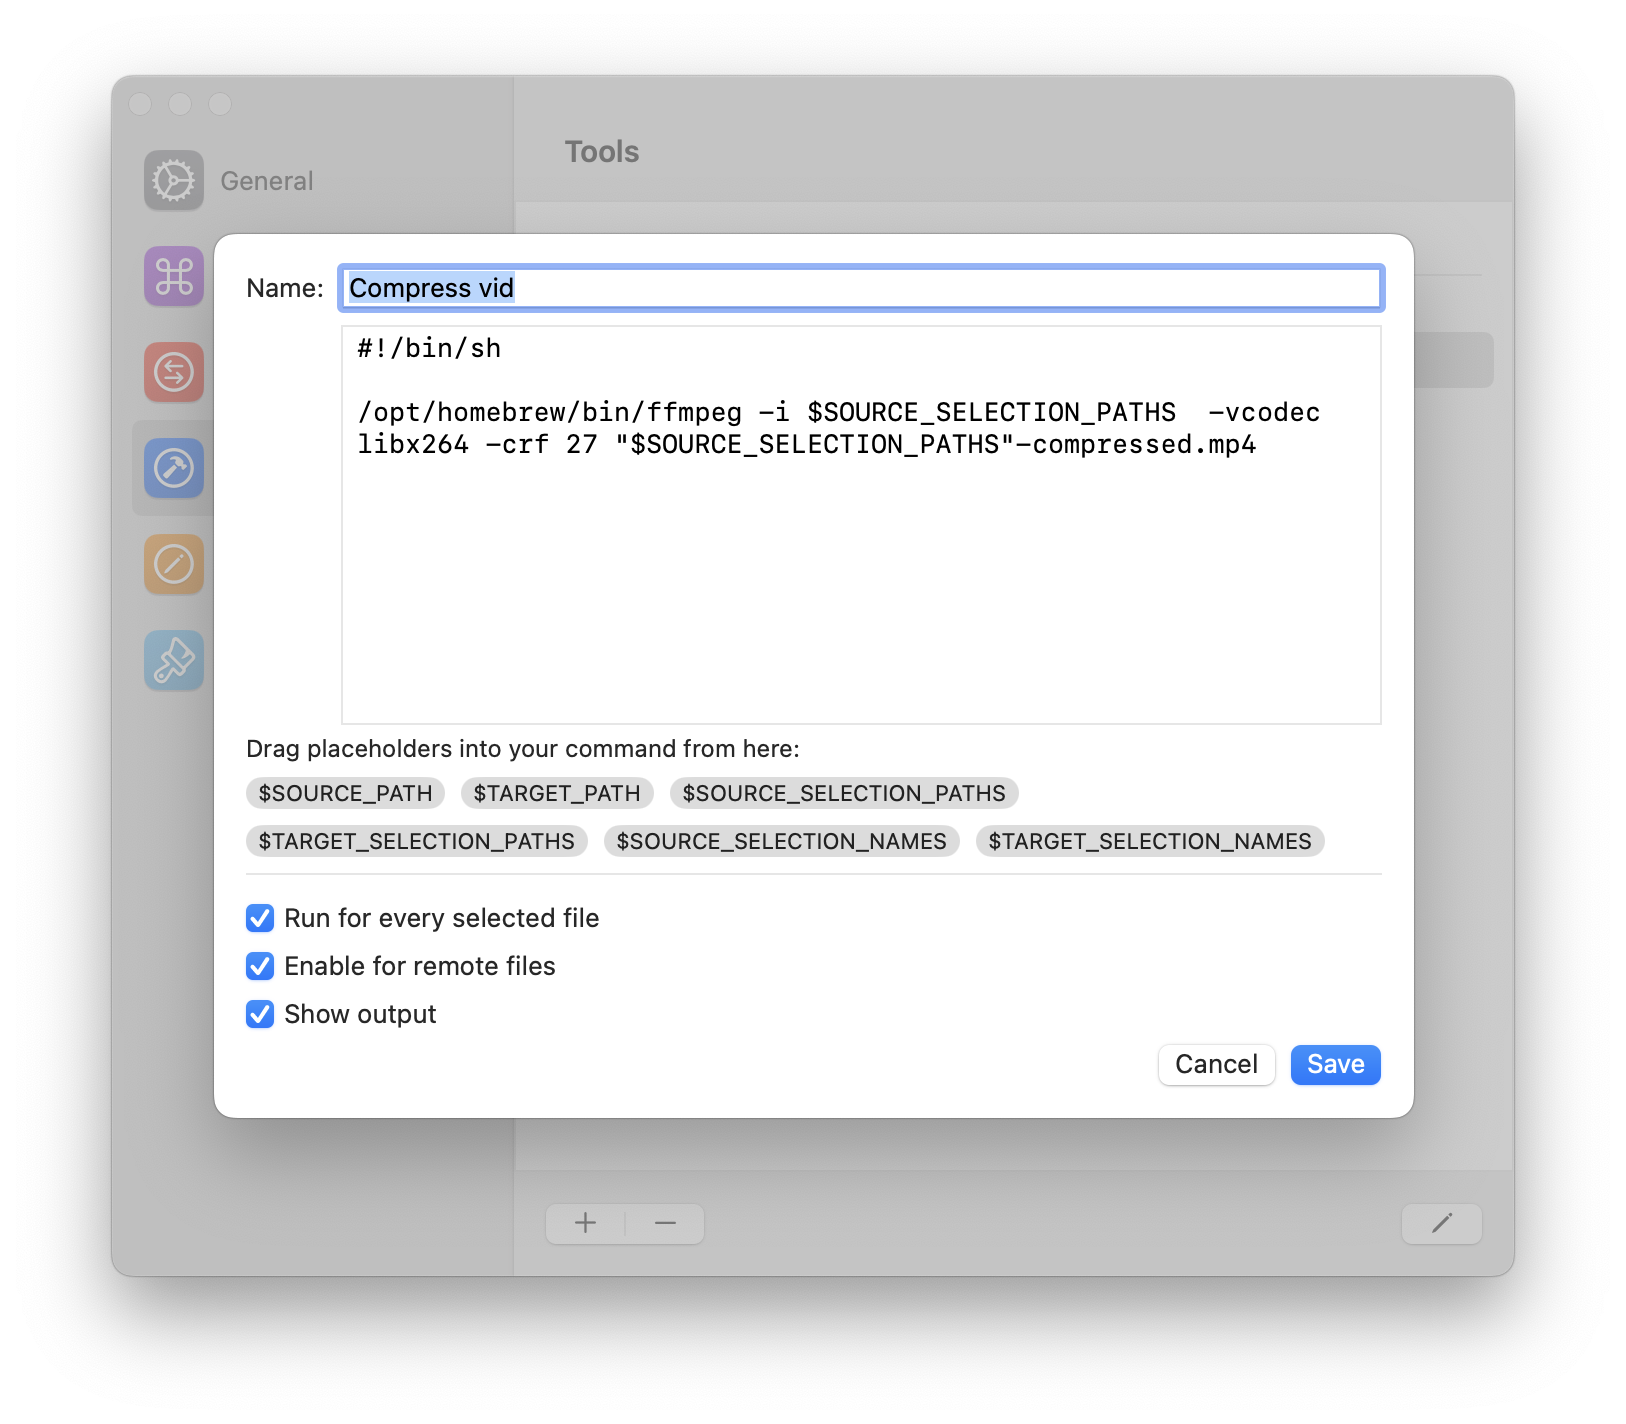 Tools
General
Name: Compress vid
#!/bin/sh
/opt/homebrew/bin/ffmpeg -i $SOURCE_SELECTION_PATHS  -vcodec
libx264 -crf 27 "$SOURCE_SELECTION_PATHS"-compressed.mp4
Drag placeholders into your command from here:
$SOURCE_PATH $TARGET_PATH $SOURCE_SELECTION_PATHS
$TARGET_SELECTION_PATHS $SOURCE_SELECTION_NAMES $TARGET_SELECTION_NAMES
Run for every selected file
Enable for remote files
Show output
Cancel Save